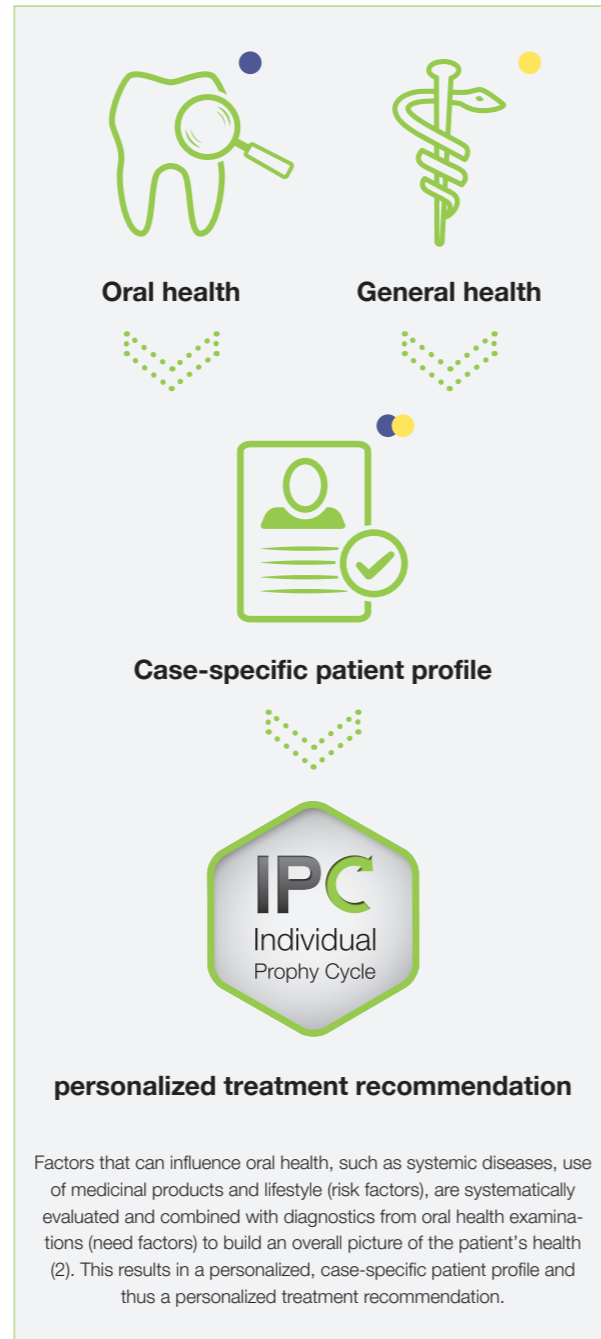 Oral health
General health
Case-specific patient profile
IPC
Individual
Prophy Cycle
personalized treatment recommendation
Factors that can influence oral health, such as systemic diseases, use
of medicinal products and lifestyle (risk factors), are systematically
evaluated and combined with diagnostics from oral health examina-
tions (need factors) to build an overall picture of the patient’s health
(2). This results in a personalized, case-specific patient profile and
thus a personalized treatment recommendation.